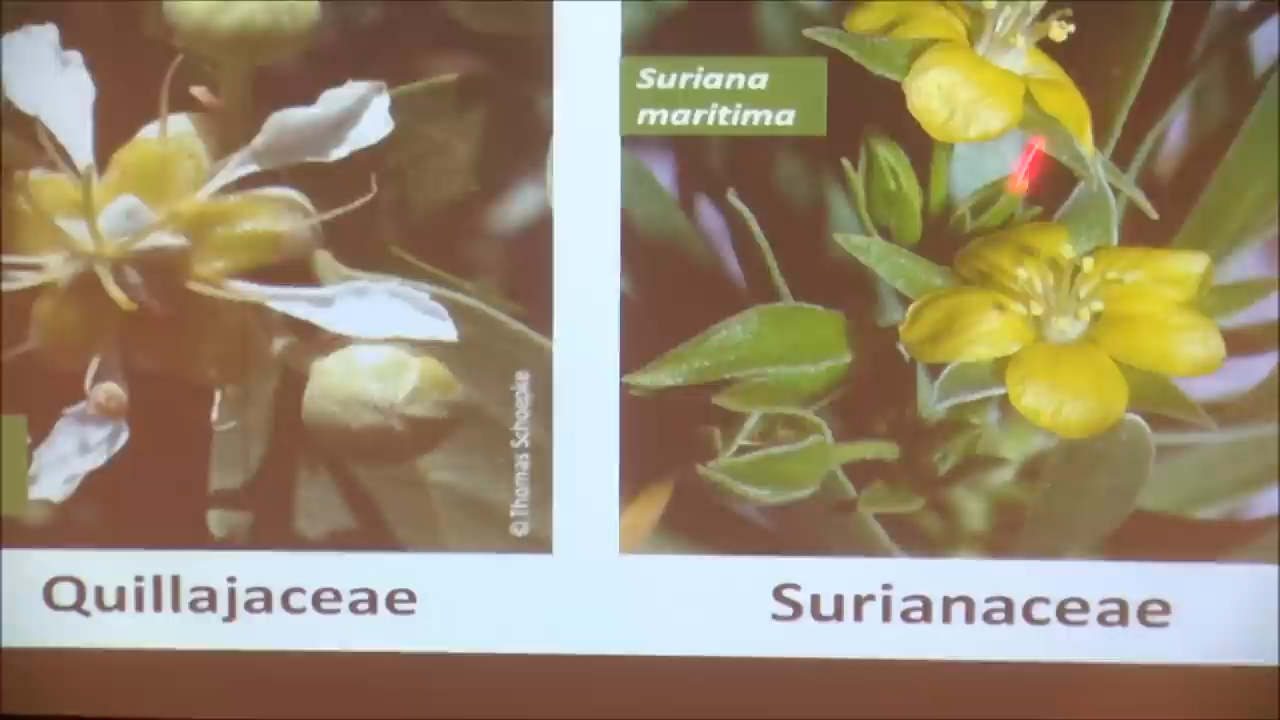 Suriana
maritima
© Thomas Schoepke
Quillajaceae
Surianaceae